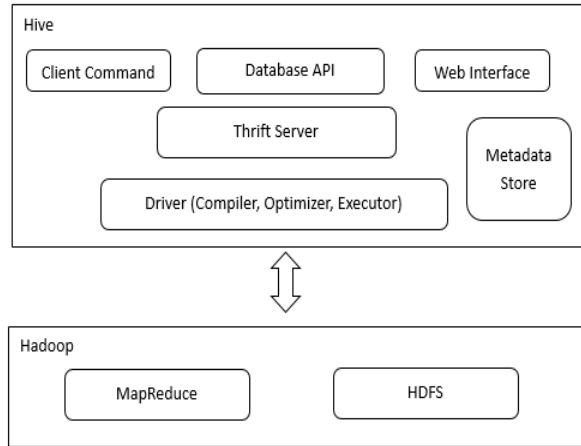 Hive
Client Command
Database API
Web Interface
Thrift Server
Metadata
Store
Driver (Compiler, Optimizer, Executor)
Hadoop
MapReduce
HDFS